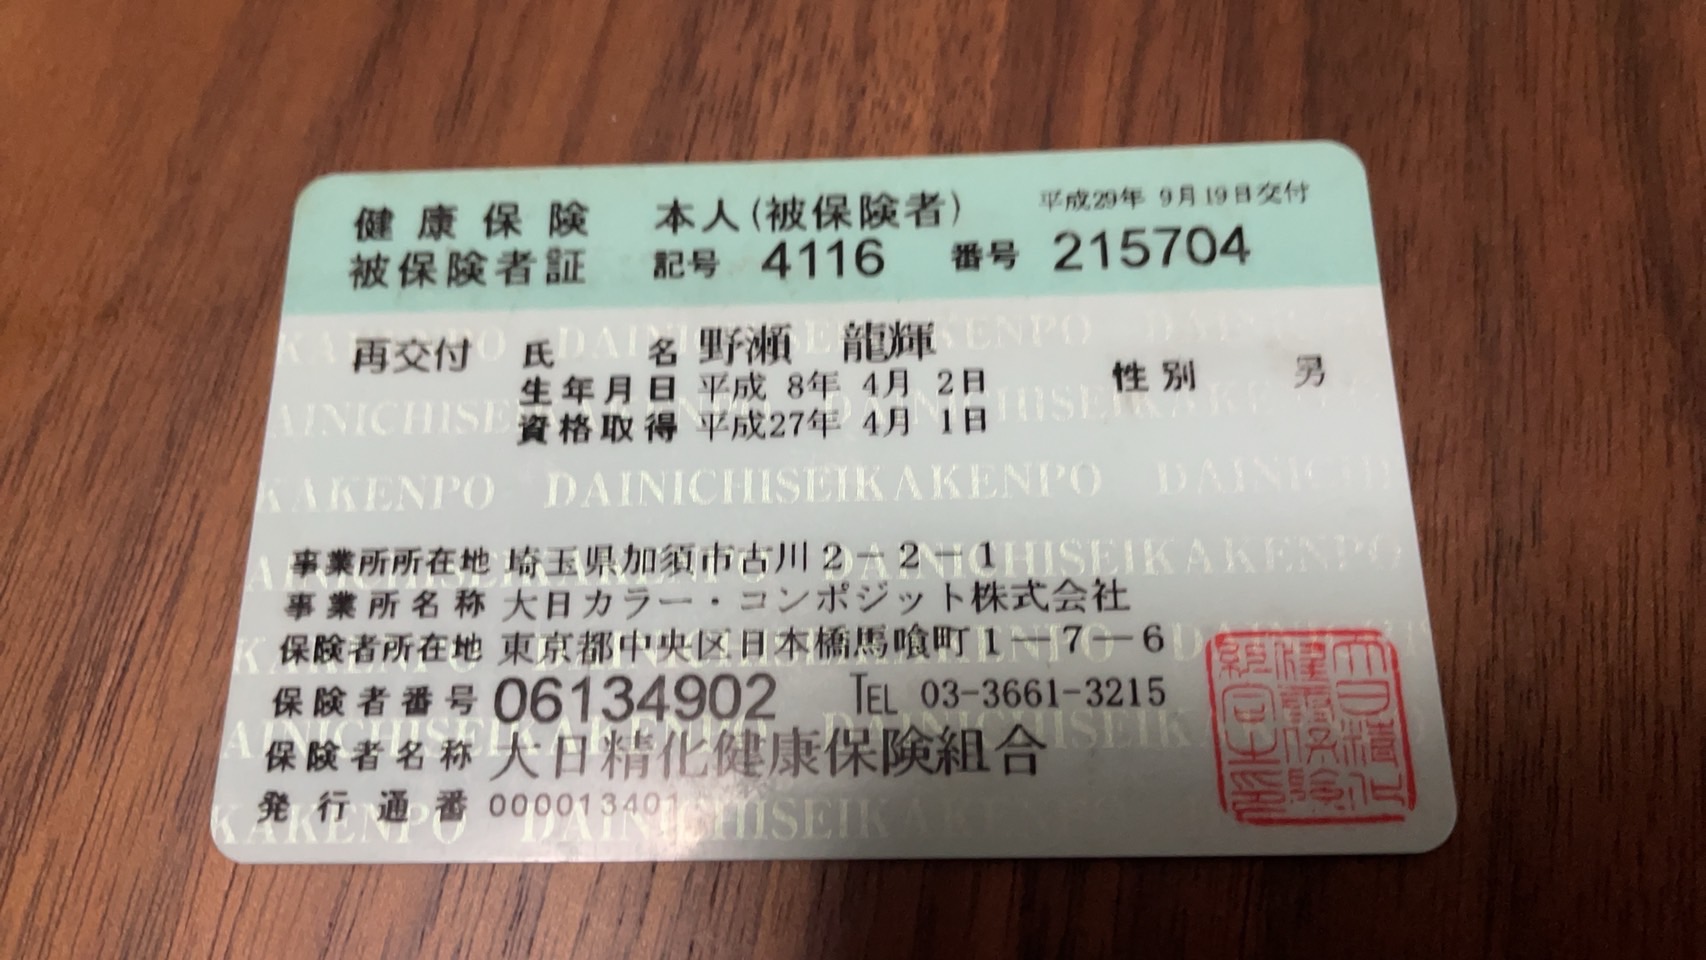 健康保険 本人(被保険者) 平成29年 9月19日交付
被保険者証 記号 4116 番号 215704
再交付 氏名 野瀬 龍輝
性別 男
生年月日 平成 8年 4月 2日
資格取得 平成27年 4月 1日
KAKENPO DAINICHISEIKAKENPO
事業所所在地 埼玉県加須市古川2-2-1
事業所名称 大日カラー・コンポジット株式会社
保険者所在地 東京都中央区日本橋馬喰町1-7-6
保険者番号 06134902 TEL 03-3661-3215
保険者名称 大日精化健康保険組合
発行通番 000013401